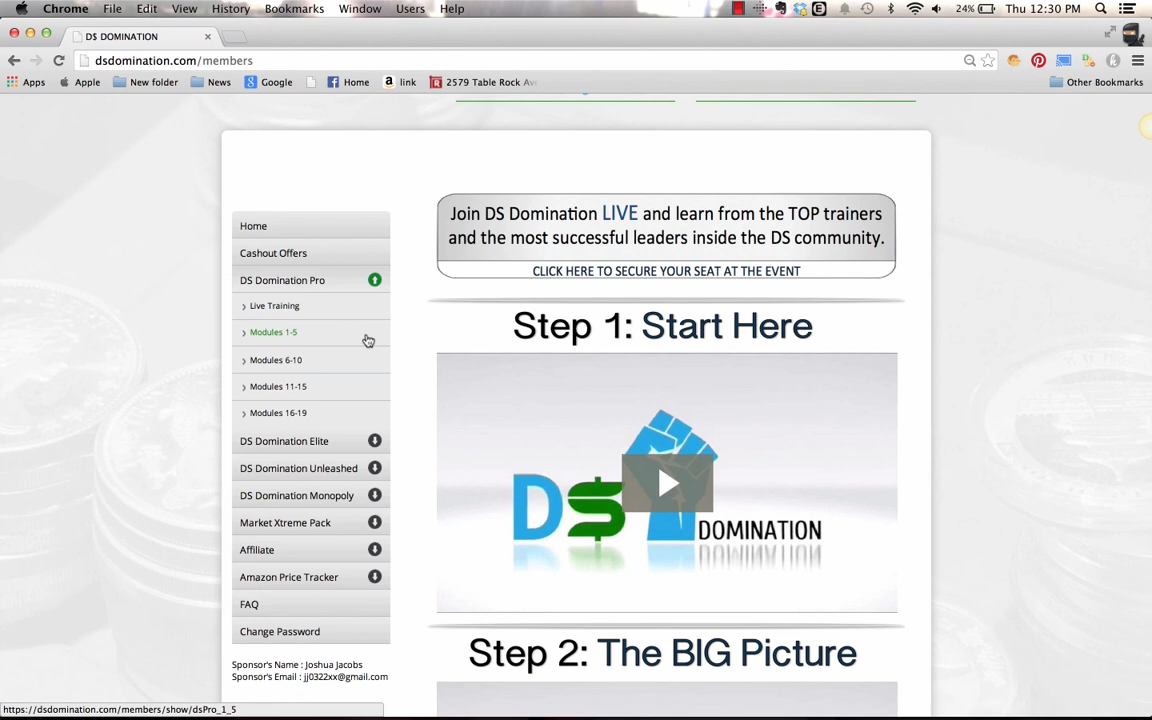 Chrome File Edit View History Bookmarks Window Users Help 24% Thu 12:30 PM
D$ DOMINATION
dsdomination.com/members
Apps Apple New folder News Google Home link 2579 Table Rock Av Other Bookmarks
Join DS Domination LIVE and learn from the TOP trainers
and the most successful leaders inside the DS community.
CLICK HERE TO SECURE YOUR SEAT AT THE EVENT
Home
Cashout Offers
DS Domination Pro
Live Training
Modules 1-5
Modules 6-10
Modules 11-15
Modules 16-19
DS Domination Elite
DS Domination Unleashed
DS Domination Monopoly
Market Xtreme Pack
Affiliate
Amazon Price Tracker
FAQ
Change Password
Sponsor's Name : Joshua Jacobs
Sponsor's Email : jj0322xx@gmail.com
Step 1: Start Here
D$ DOMINATION
Step 2: The BIG Picture
https://dsdomination.com/members/show/dsPro_1_5